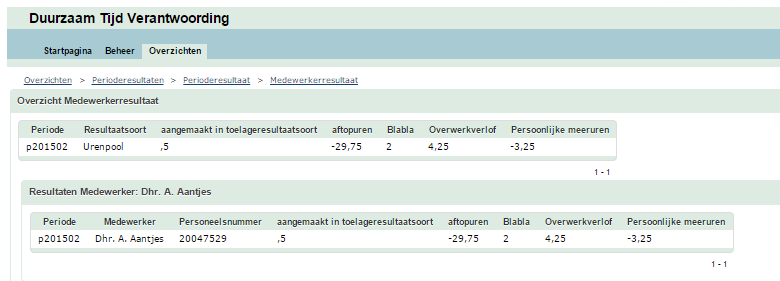 Duurzaam Tijd Verantwoording
Startpagina Beheer Overzichten
Overzichten > Perioderesultaten > Perioderesultaat > Medewerkerresultaat
Overzicht Medewerkerresultaat
Periode Resultaatsoort aangemaakt in toelageresultaatsoort aftopuren Blabla Overwerkverlof Persoonlijke meeruren
p201502 Urenpool ,5 -29,75 2 4,25 -3,25
1 - 1
Resultaten Medewerker: Dhr. A. Aantjes
Periode Medewerker Personeelsnummer aangemaakt in toelageresultaatsoort aftopuren Blabla Overwerkverlof Persoonlijke meeruren
p201502 Dhr. A. Aantjes 20047529 ,5 -29,75 2 4,25 -3,25
1 - 1